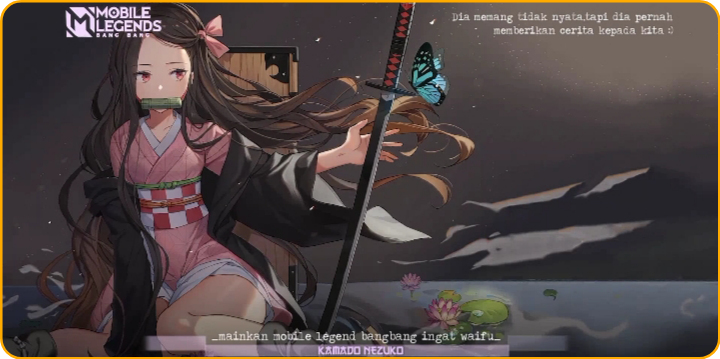 MOBILE
LEGENDS
BANG BANG
Dia memang tidak nyata,tapi dia pernah
memberikan cerita kepada kita :)
_mainkan mobile legend bangbang ingat waifu_
KAMADO NEZUKO